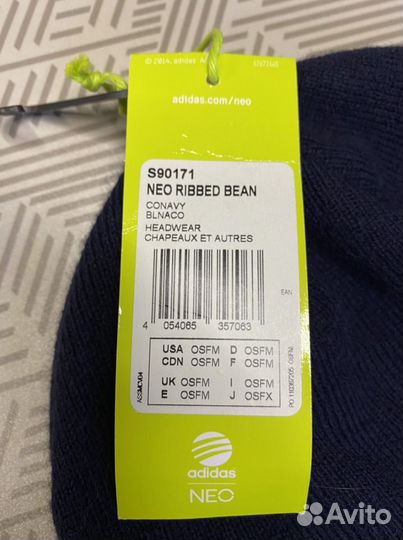 © 2014, adidas
adidas.com/neo
S90171
NEO RIBBED BEAN
CONAVY
BLNACO
HEADWEAR
CHAPEAUX ET AUTRES
EAN
4 054065 357063
USA OSFM D OSFM
CDN OSFM F OSFM
UK OSFM I OSFM
E OSFM J OSFX
adidas
NEO
Avito